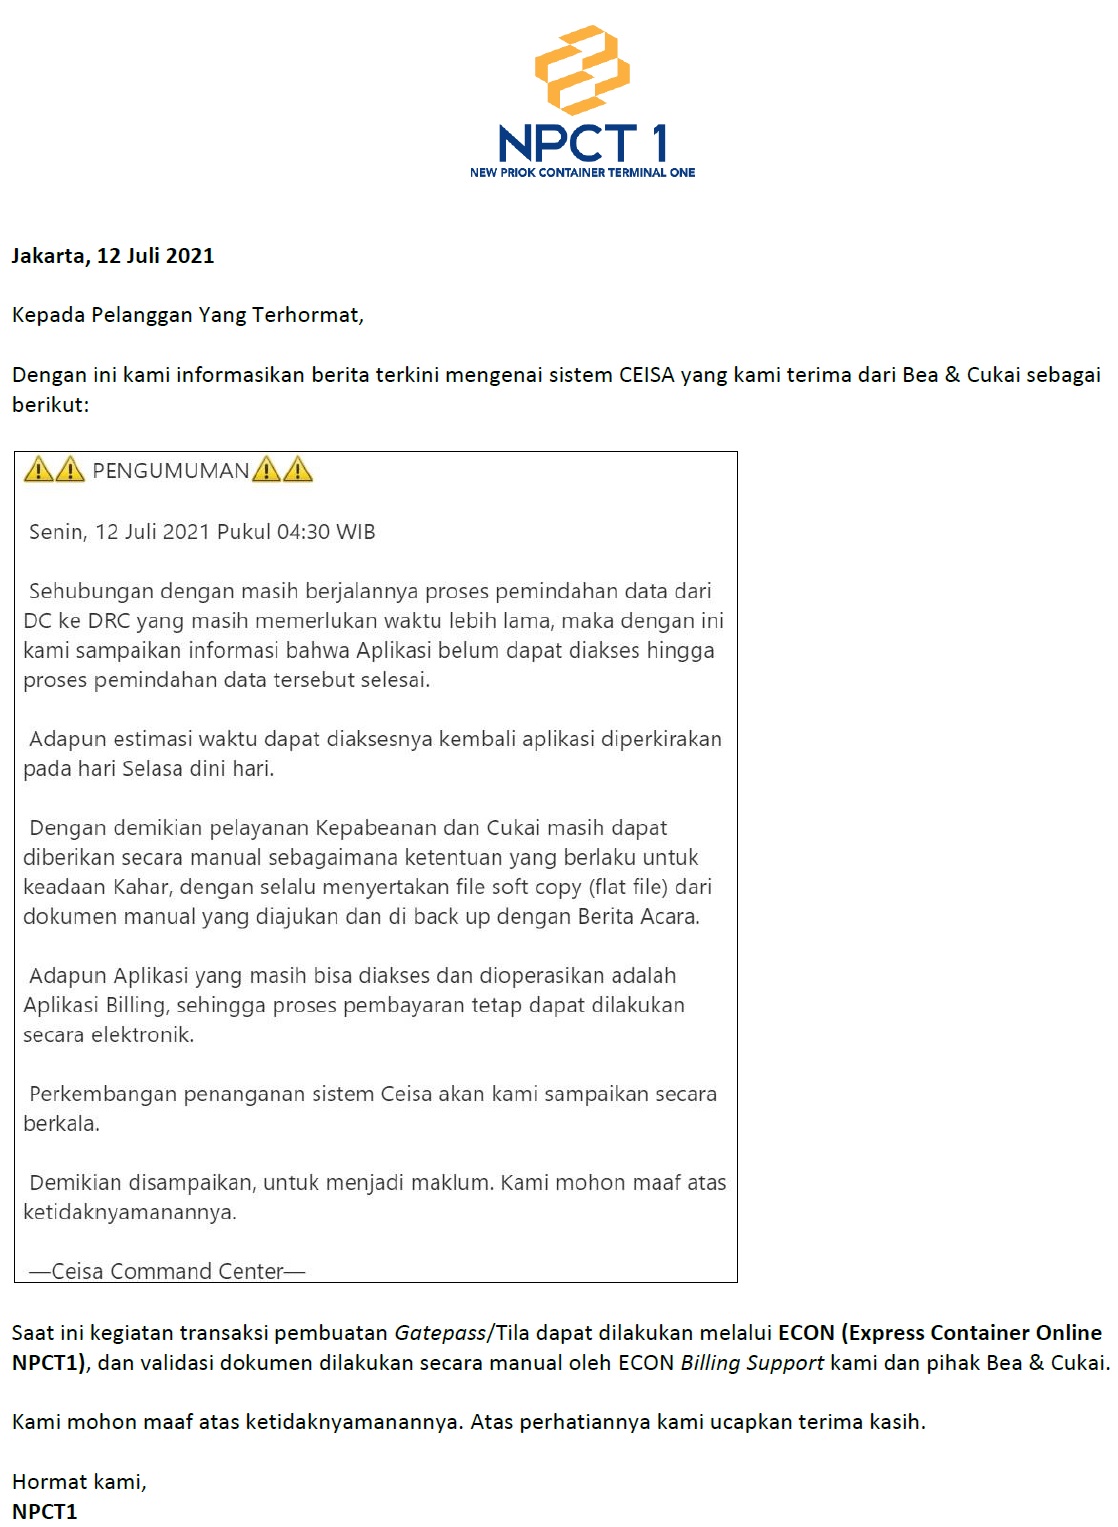 NPCT 1
NEW PRIOK CONTAINER TERMINAL ONE
Jakarta, 12 Juli 2021
Kepada Pelanggan Yang Terhormat,
Dengan ini kami informasikan berita terkini mengenai sistem CEISA yang kami terima dari Bea & Cukai sebagai
berikut:
⚠️⚠️ PENGUMUMAN⚠️⚠️
Senin, 12 Juli 2021 Pukul 04:30 WIB
Sehubungan dengan masih berjalannya proses pemindahan data dari
DC ke DRC yang masih memerlukan waktu lebih lama, maka dengan ini
kami sampaikan informasi bahwa Aplikasi belum dapat diakses hingga
proses pemindahan data tersebut selesai.
Adapun estimasi waktu dapat diaksesnya kembali aplikasi diperkirakan
pada hari Selasa dini hari.
Dengan demikian pelayanan Kepabeanan dan Cukai masih dapat
diberikan secara manual sebagaimana ketentuan yang berlaku untuk
keadaan Kahar, dengan selalu menyertakan file soft copy (flat file) dari
dokumen manual yang diajukan dan di back up dengan Berita Acara.
Adapun Aplikasi yang masih bisa diakses dan dioperasikan adalah
Aplikasi Billing, sehingga proses pembayaran tetap dapat dilakukan
secara elektronik.
Perkembangan penanganan sistem Ceisa akan kami sampaikan secara
berkala.
Demikian disampaikan, untuk menjadi maklum. Kami mohon maaf atas
ketidaknyamanannya.
—Ceisa Command Center—
Saat ini kegiatan transaksi pembuatan Gatepass/Tila dapat dilakukan melalui ECON (Express Container Online
NPCT1), dan validasi dokumen dilakukan secara manual oleh ECON Billing Support kami dan pihak Bea & Cukai.
Kami mohon maaf atas ketidaknyamanannya. Atas perhatiannya kami ucapkan terima kasih.
Hormat kami,
NPCT1